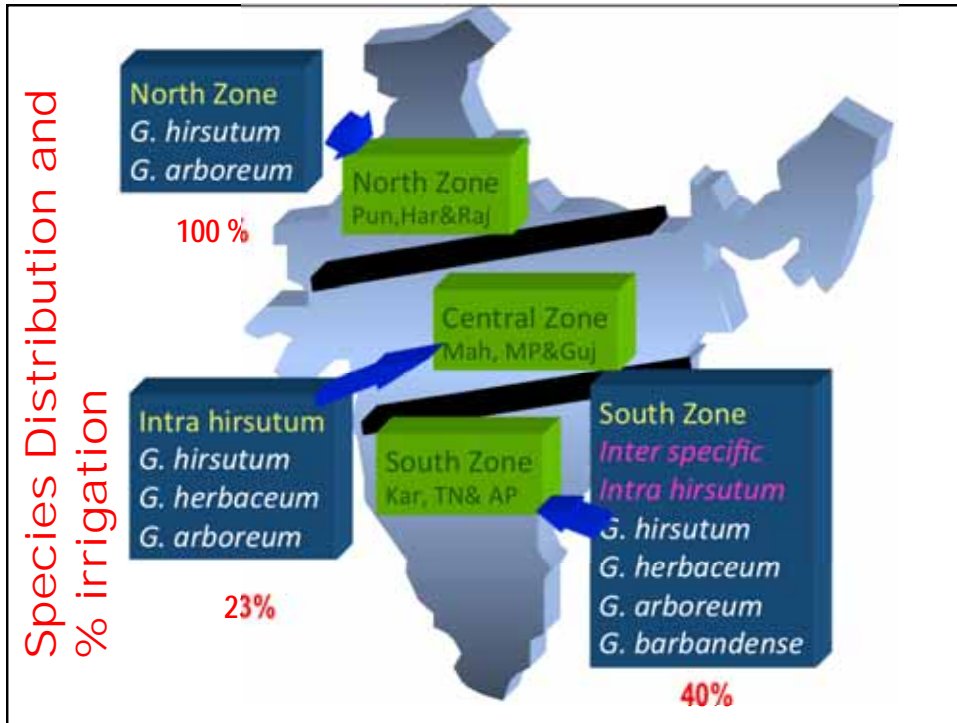 Species Distribution and
% irrigation
North Zone
G. hirsutum
G. arboreum
100 %
North Zone
Pun,Har&Raj
Central Zone
Mah, MP&Guj
Intra hirsutum
G. hirsutum
G. herbaceum
G. arboreum
23%
South Zone
Kar, TN& AP
South Zone
Inter specific
Intra hirsutum
G. hirsutum
G. herbaceum
G. arboreum
G. barbandense
40%